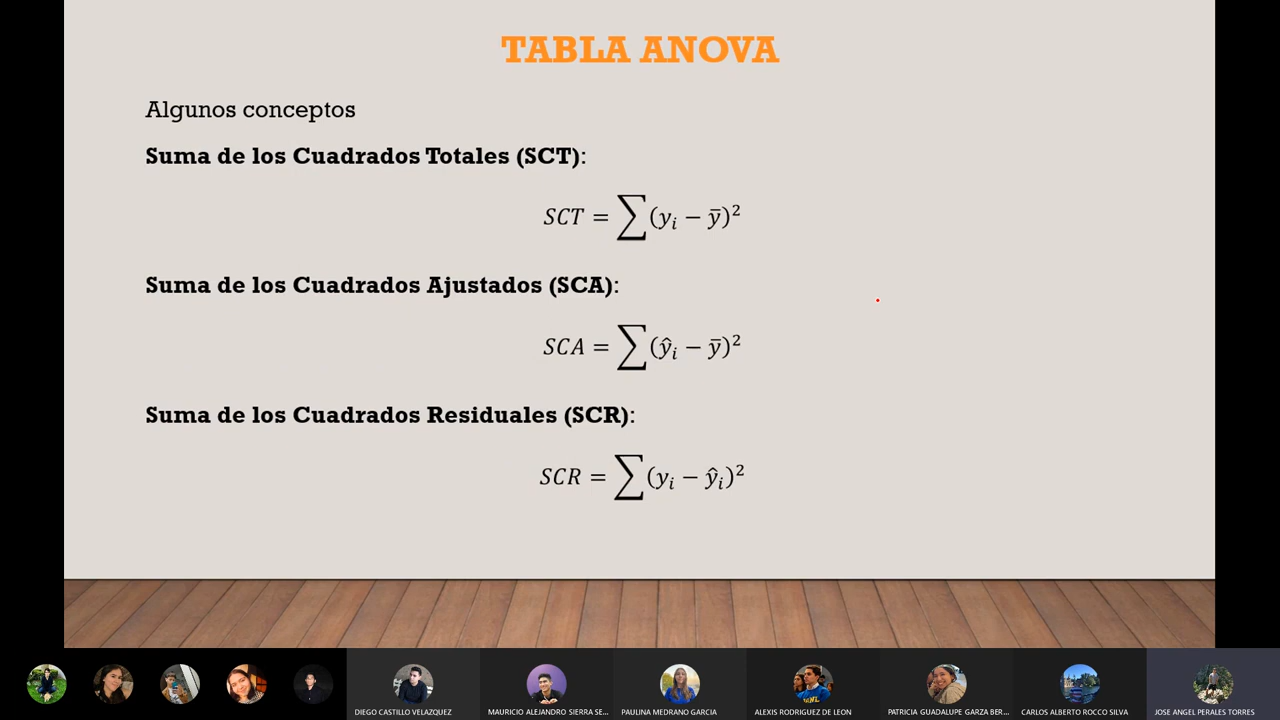 TABLA ANOVA
Algunos conceptos
Suma de los Cuadrados Totales (SCT):
SCT = ∑(yᵢ − ȳ)²
Suma de los Cuadrados Ajustados (SCA):
SCA = ∑(ŷᵢ − ȳ)²
Suma de los Cuadrados Residuales (SCR):
SCR = ∑(yᵢ − ŷᵢ)²
DIEGO CASTILLO VELAZQUEZ
MAURICIO ALEJANDRO SIERRA SE...
PAULINA MEDRANO GARCIA
ALEXIS RODRIGUEZ DE LEON
PATRICIA GUADALUPE GARZA BER...
CARLOS ALBERTO ROCCO SILVA
JOSE ANGEL PERALES TORRES